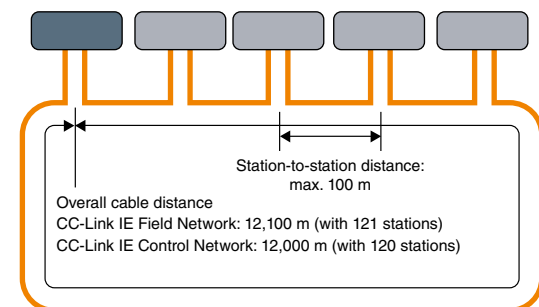 Station-to-station distance:
max. 100 m
Overall cable distance
CC-Link IE Field Network: 12,100 m (with 121 stations)
CC-Link IE Control Network: 12,000 m (with 120 stations)